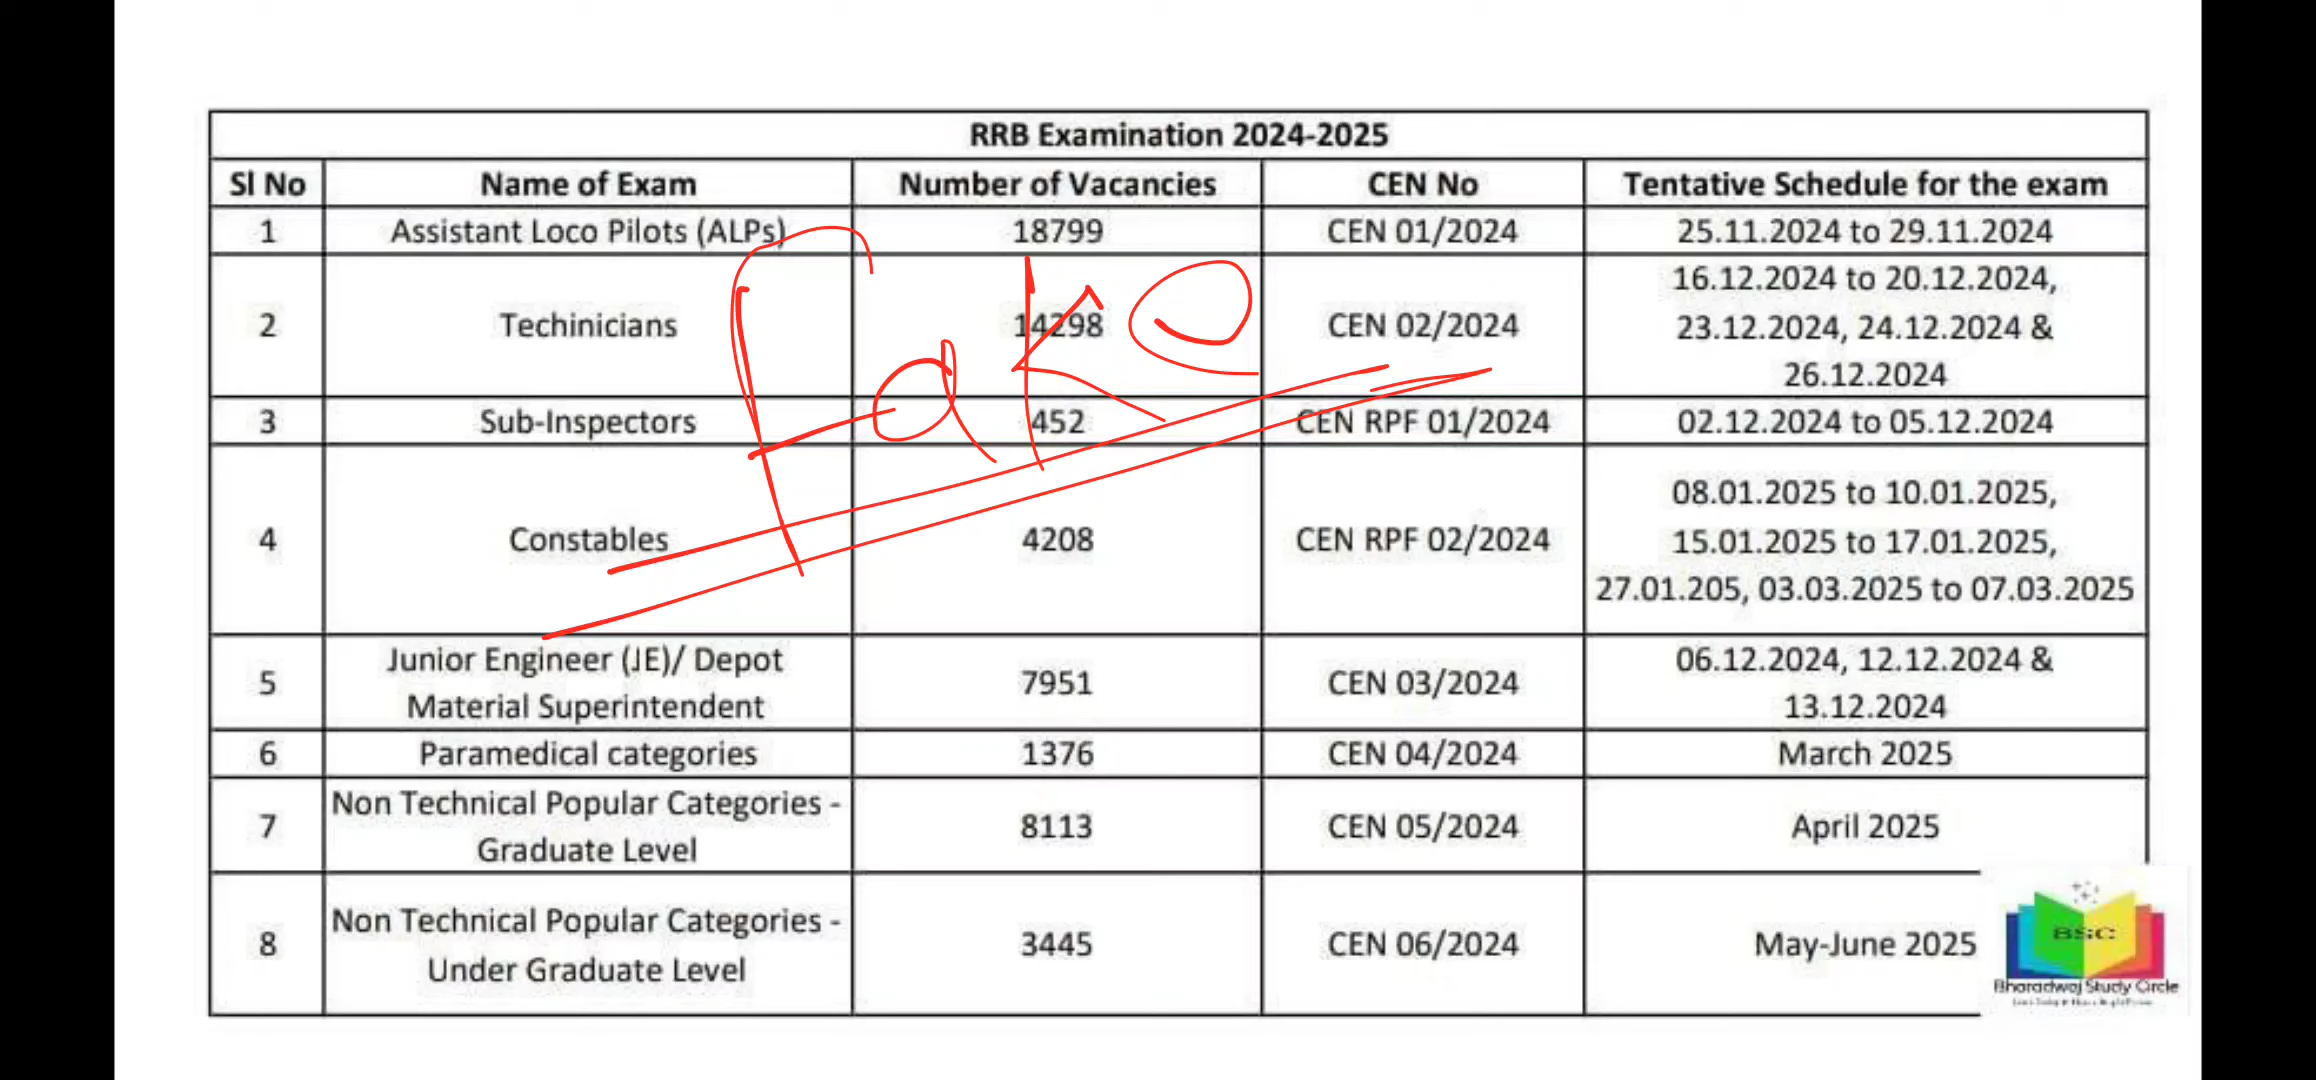 RRB Examination 2024-2025
Sl No Name of Exam Number of Vacancies CEN No Tentative Schedule for the exam
1 Assistant Loco Pilots (ALPs) 18799 CEN 01/2024 25.11.2024 to 29.11.2024
2 Techinicians 14298 CEN 02/2024 16.12.2024 to 20.12.2024,
23.12.2024, 24.12.2024 &
26.12.2024
3 Sub-Inspectors 452 CEN RPF 01/2024 02.12.2024 to 05.12.2024
4 Constables 4208 CEN RPF 02/2024 08.01.2025 to 10.01.2025,
15.01.2025 to 17.01.2025,
27.01.205, 03.03.2025 to 07.03.2025
5 Junior Engineer (JE)/ Depot
Material Superintendent 7951 CEN 03/2024 06.12.2024, 12.12.2024 &
13.12.2024
6 Paramedical categories 1376 CEN 04/2024 March 2025
7 Non Technical Popular Categories -
Graduate Level 8113 CEN 05/2024 April 2025
8 Non Technical Popular Categories -
Under Graduate Level 3445 CEN 06/2024 May-June 2025
fake
BSC
Bharadwaj Study Circle